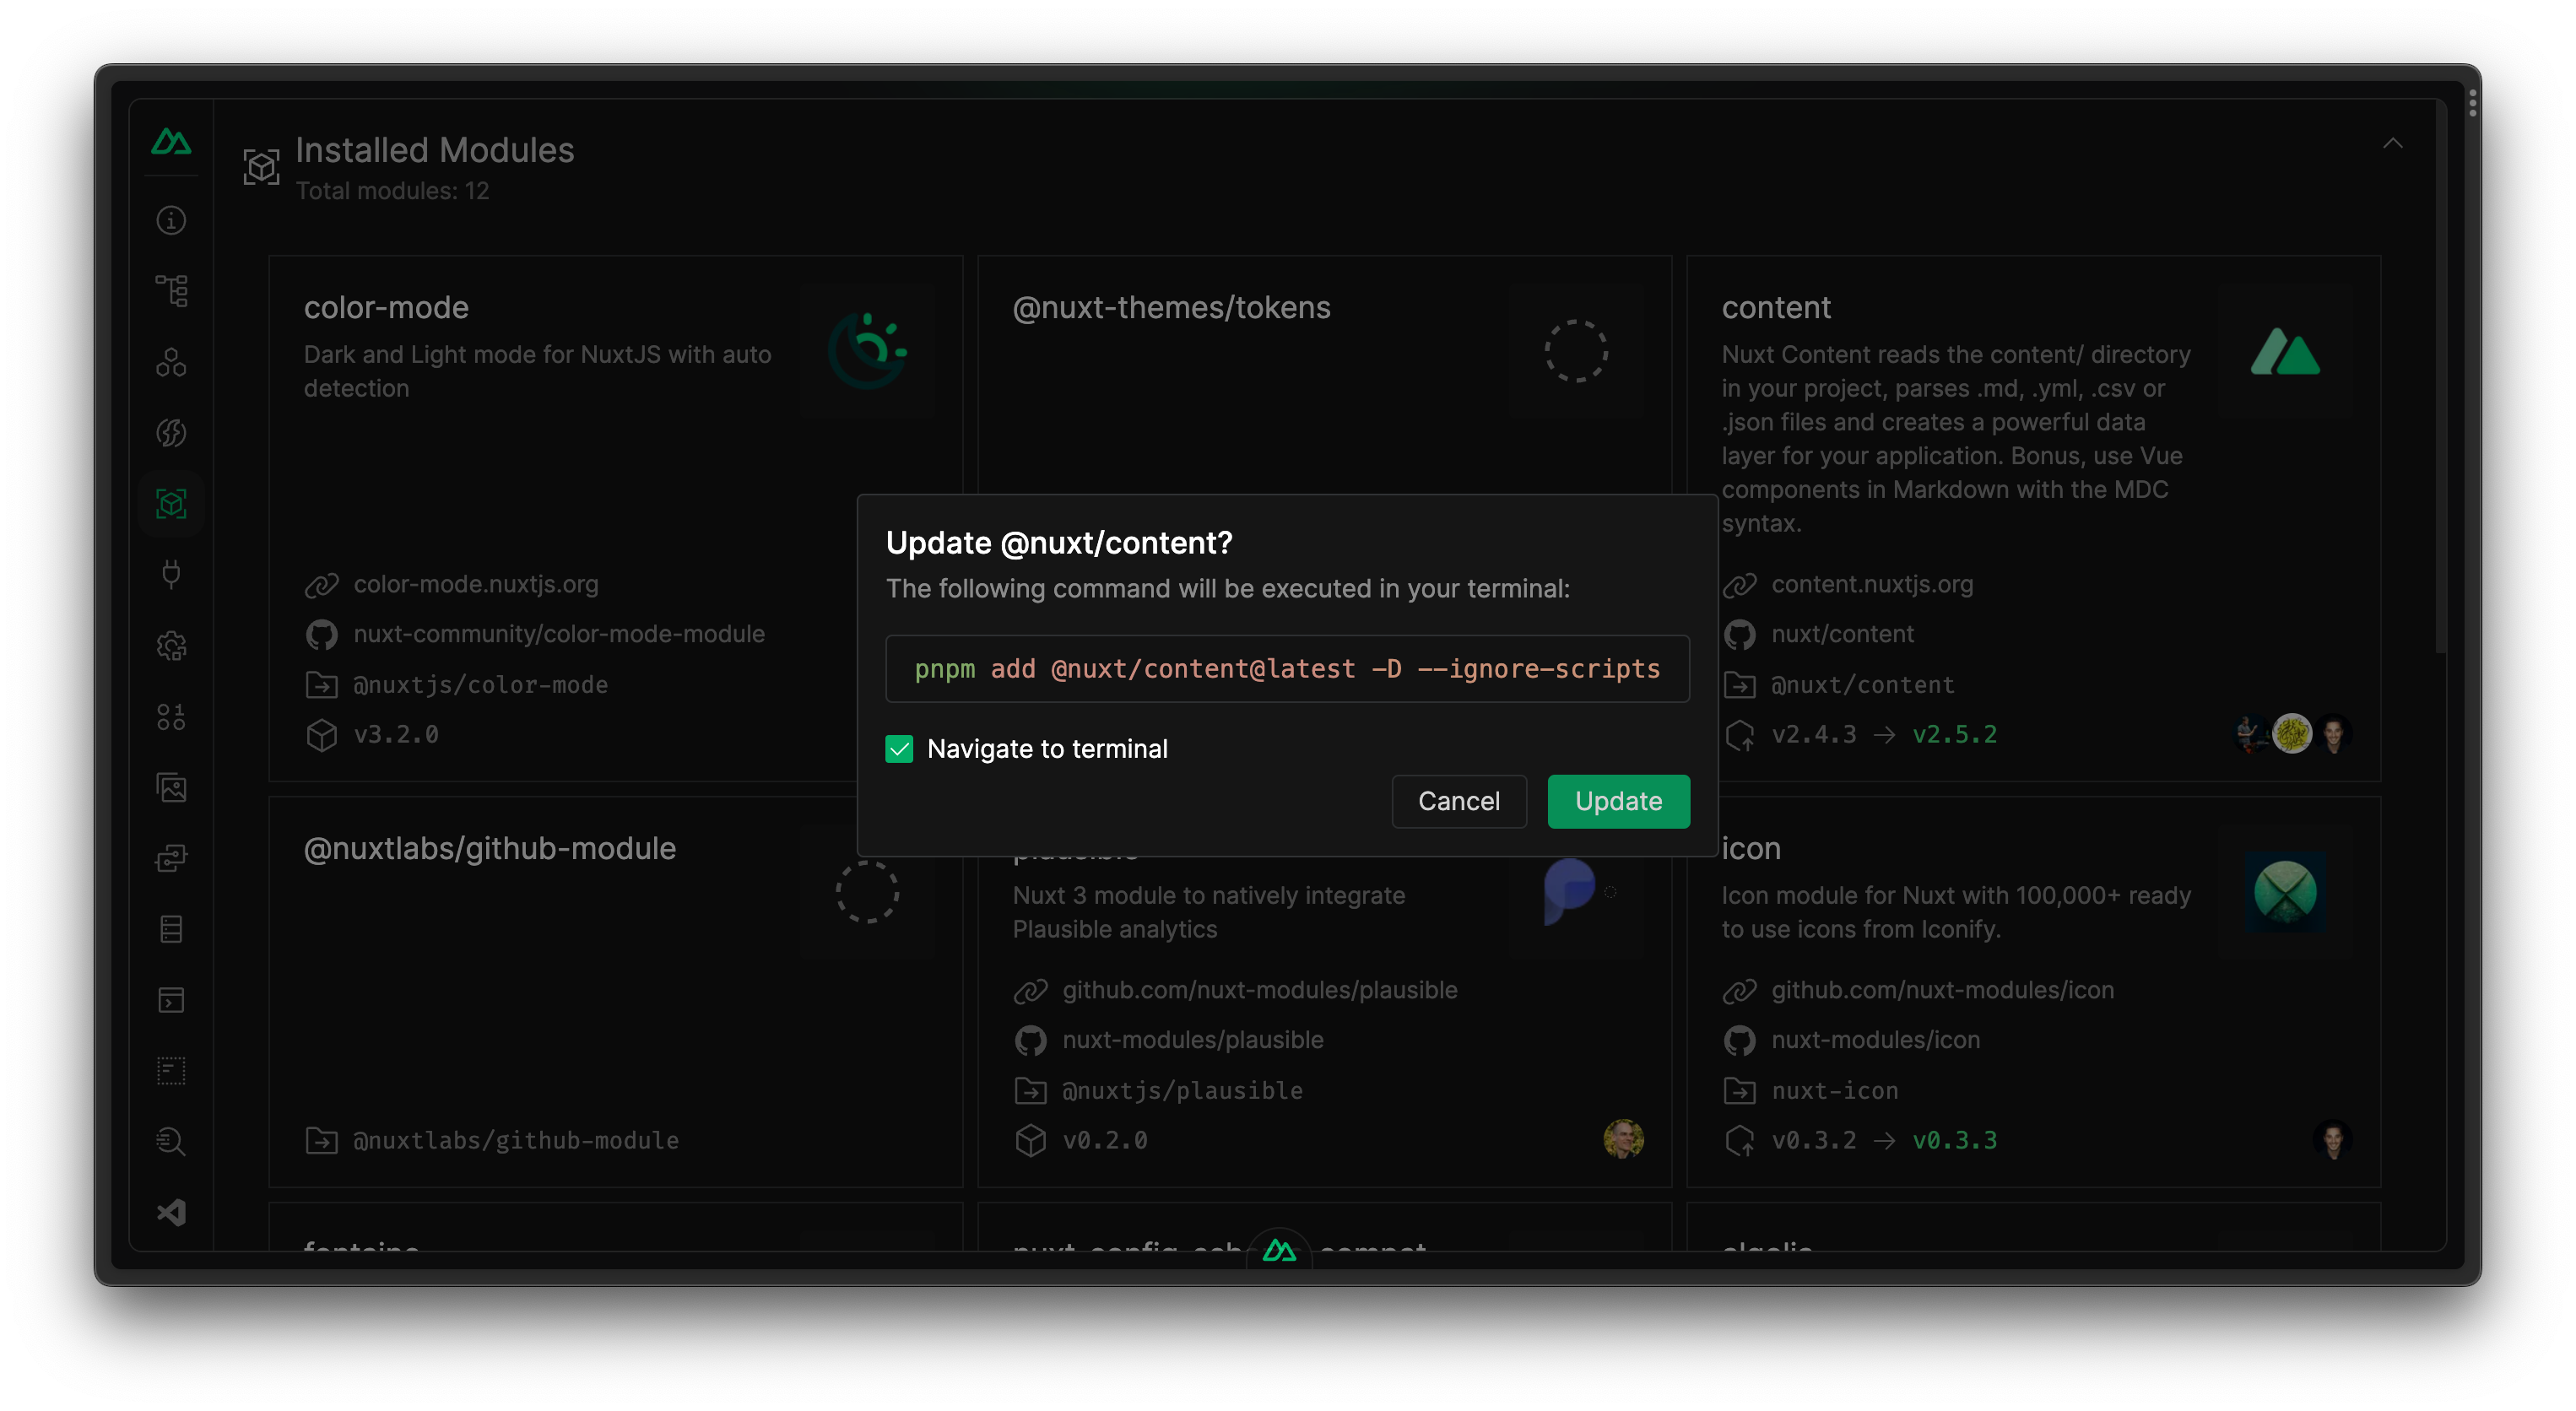 Installed Modules
Total modules: 12
color-mode
Dark and Light mode for NuxtJS with auto
detection
color-mode.nuxtjs.org
nuxt-community/color-mode-module
@nuxtjs/color-mode
v3.2.0
@nuxt-themes/tokens
content
Nuxt Content reads the content/ directory
in your project, parses .md, .yml, .csv or
.json files and creates a powerful data
layer for your application. Bonus, use Vue
components in Markdown with the MDC
syntax.
content.nuxtjs.org
nuxt/content
@nuxt/content
v2.4.3 → v2.5.2
Update @nuxt/content?
The following command will be executed in your terminal:
pnpm add @nuxt/content@latest -D --ignore-scripts
Navigate to terminal
Cancel
Update
@nuxtlabs/github-module
@nuxtlabs/github-module
plausible
Nuxt 3 module to natively integrate
Plausible analytics
github.com/nuxt-modules/plausible
nuxt-modules/plausible
@nuxtjs/plausible
v0.2.0
icon
Icon module for Nuxt with 100,000+ ready
to use icons from Iconify.
github.com/nuxt-modules/icon
nuxt-modules/icon
nuxt-icon
v0.3.2 → v0.3.3
fontaine
algolia